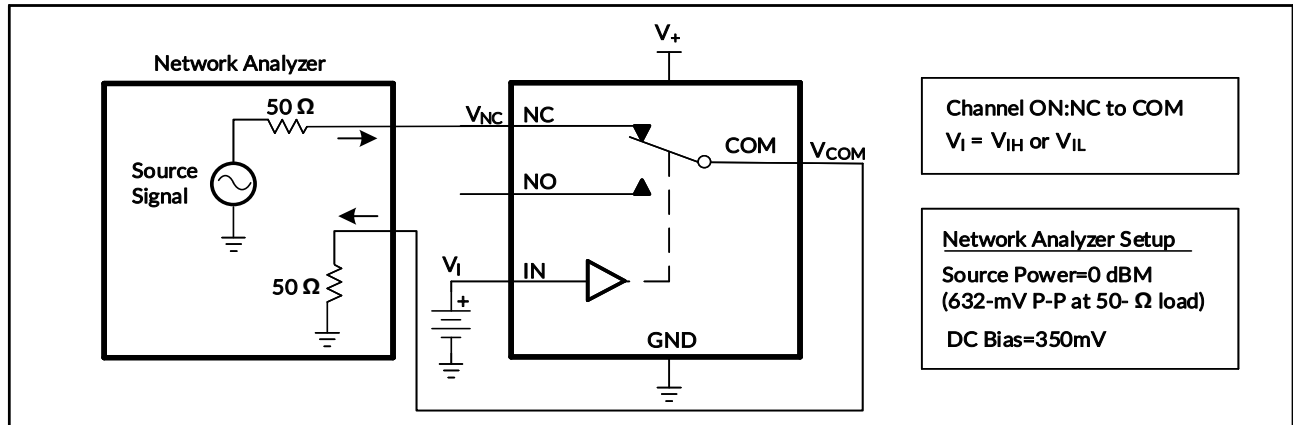 Network Analyzer
50 Ω
Source
Signal
50 Ω
V+
VNC
NC
NO
COM
VCOM
VI
+
IN
GND
Channel ON:NC to COM
VI = VIH or VIL
Network Analyzer Setup
Source Power=0 dBM
(632-mV P-P at 50- Ω load)
DC Bias=350mV